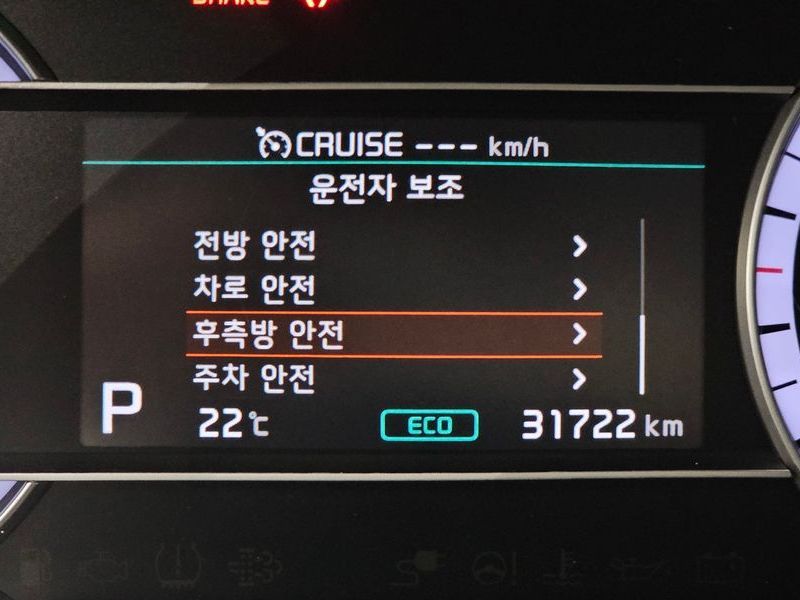 BRAKE
CRUISE --- km/h
운전자 보조
전방 안전
차로 안전
후측방 안전
주차 안전
P 22℃ ECO 31722 km